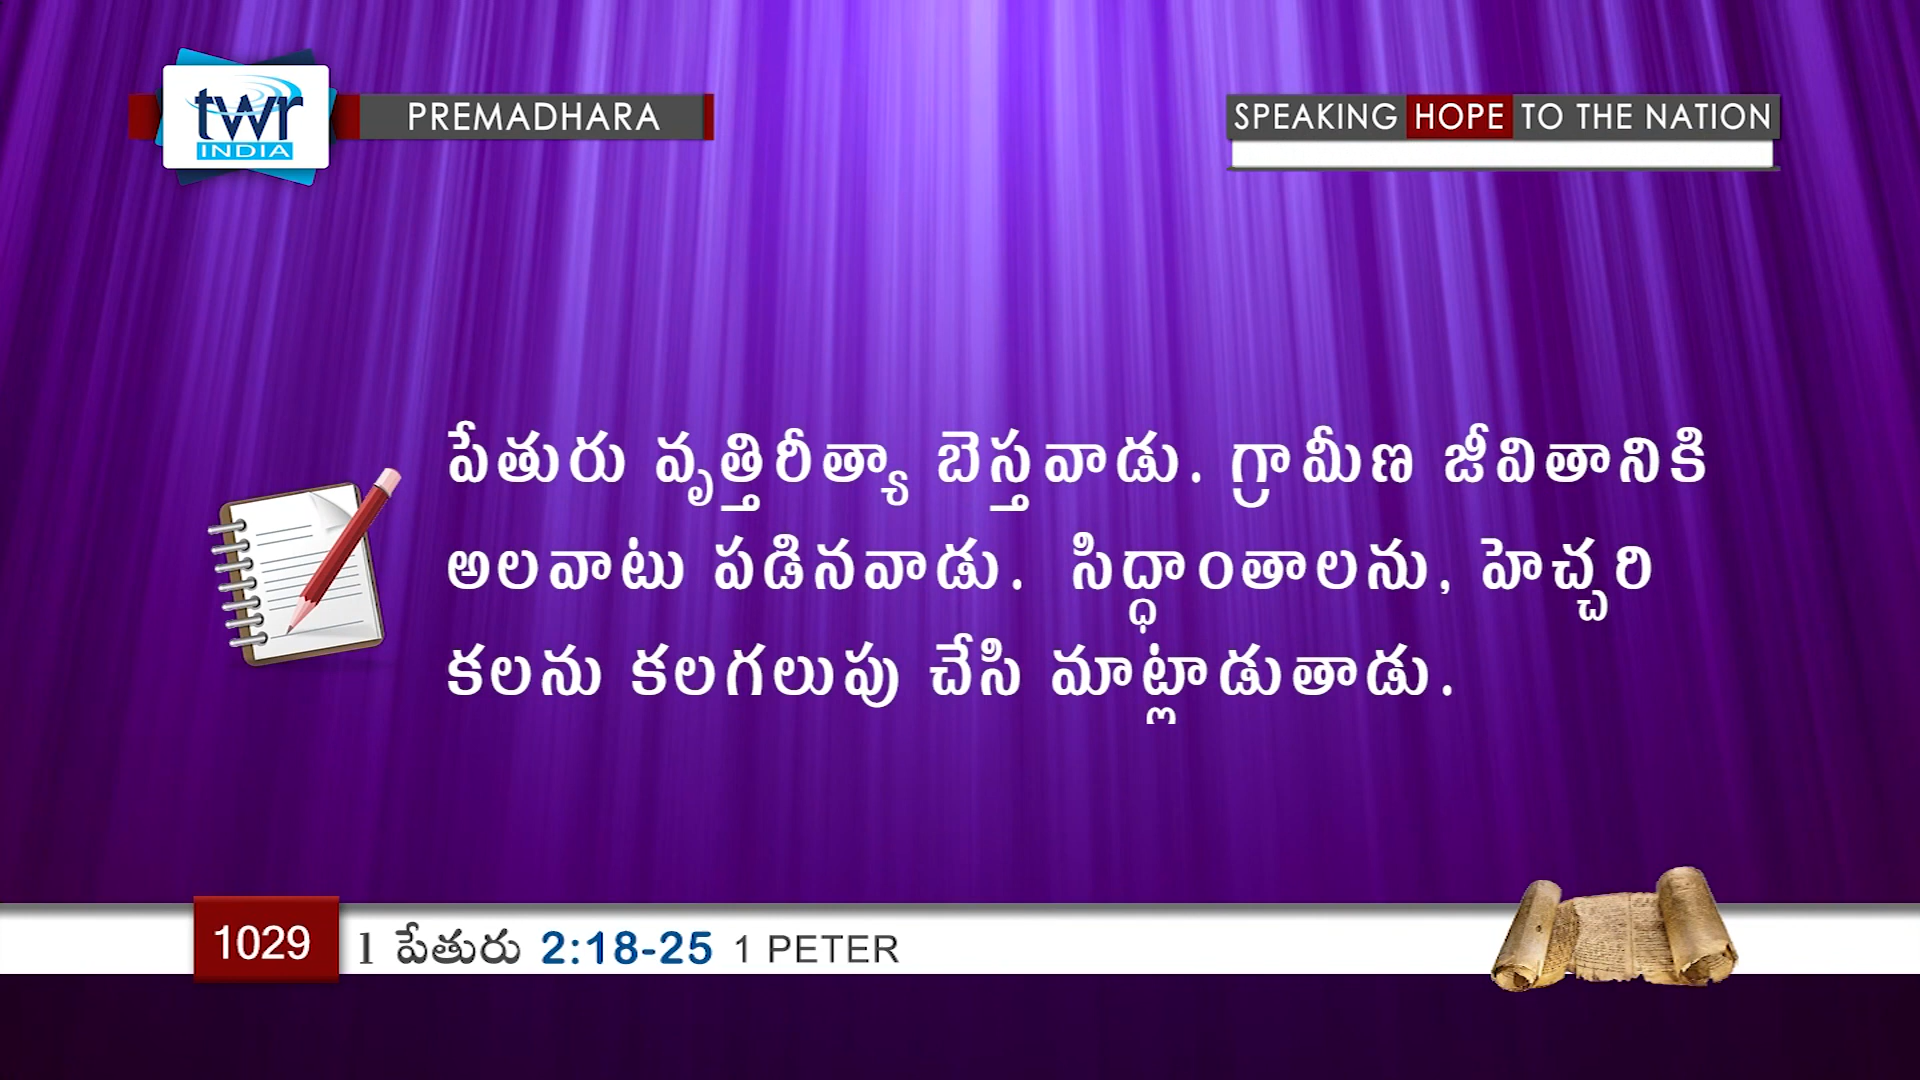 twr
INDIA
PREMADHARA
SPEAKING HOPE TO THE NATION
పేతురు వృత్తిరీత్యా బెస్తవాడు. గ్రామీణ జీవితానికి
అలవాటు పడినవాడు. సిద్ధాంతాలను, హెచ్చరి
కలను కలగలుపు చేసి మాట్లాడుతాడు.
1029
1 పేతురు 2:18-25 1 PETER